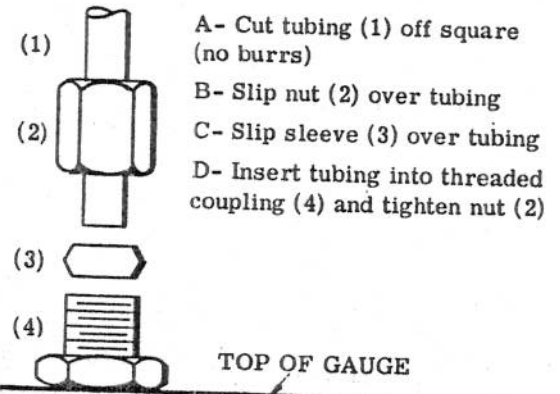 (1)
(2)
(3)
(4)
A- Cut tubing (1) off square
(no burrs)
B- Slip nut (2) over tubing
C- Slip sleeve (3) over tubing
D- Insert tubing into threaded
coupling (4) and tighten nut (2)
TOP OF GAUGE